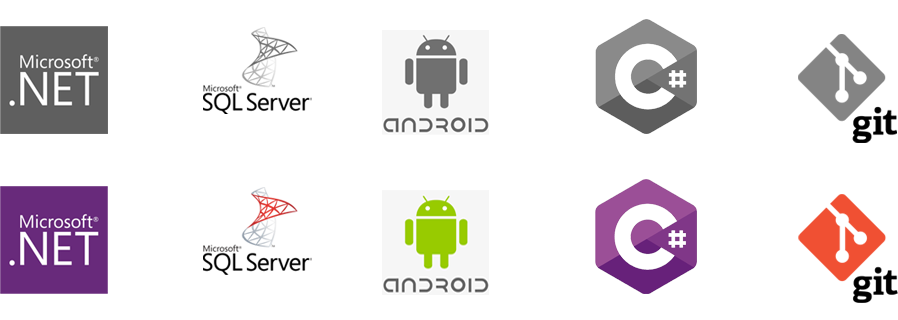 Microsoft®
.NET
Microsoft®
SQL Server®
ANDROID
C#
git
Microsoft®
.NET
Microsoft®
SQL Server®
ANDROID
C#
git